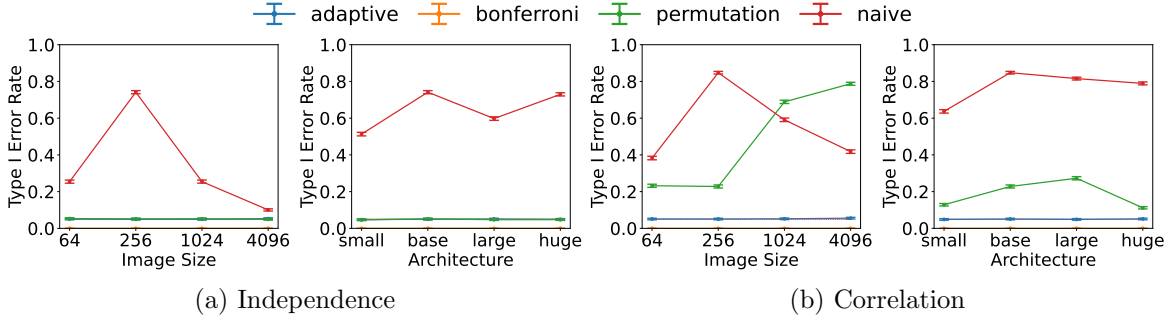 adaptive bonferroni permutation naive
Type I Error Rate
1.0
0.8
0.6
0.4
0.2
0.0
64 256 1024 4096
Image Size
Type I Error Rate
1.0
0.8
0.6
0.4
0.2
0.0
small base large huge
Architecture
(a) Independence
Type I Error Rate
1.0
0.8
0.6
0.4
0.2
0.0
64 256 1024 4096
Image Size
Type I Error Rate
1.0
0.8
0.6
0.4
0.2
0.0
small base large huge
Architecture
(b) Correlation